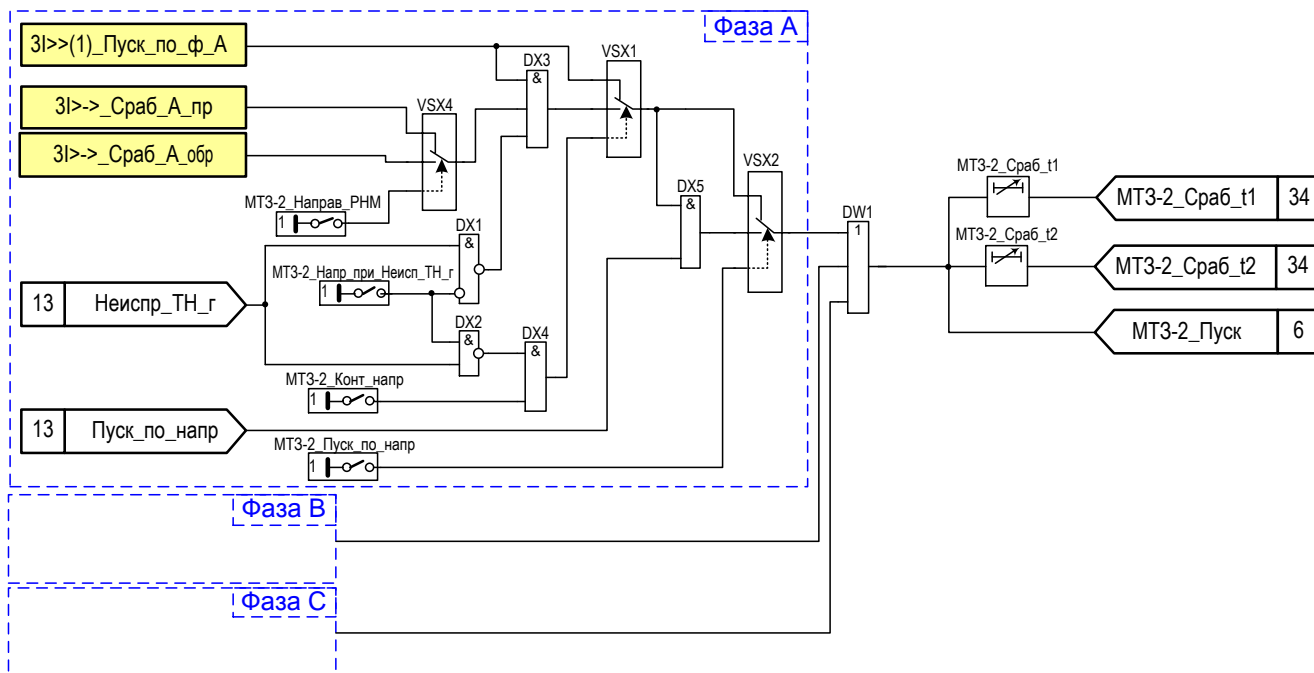 Фаза А
3I>>(1)_Пуск_по_ф_А
VSX1
DX3
&
3I>->_Сраб_А_пр
VSX4
3I>->_Сраб_А_обр
VSX2
МТЗ-2_Сраб_t1
МТЗ-2_Сраб_t1 34
DX5
МТЗ-2_Направ_РНМ
1
DW1
1
DX1
&
МТЗ-2_Сраб_t2
МТЗ-2_Сраб_t2 34
МТЗ-2_Напр_при_Неисп_ТН_г
1
13 Неиспр_ТН_г
DX2
&
DX4
&
МТЗ-2_Пуск 6
МТЗ-2_Конт_напр
1
13 Пуск_по_напр
МТЗ-2_Пуск_по_напр
1
Фаза В
Фаза С